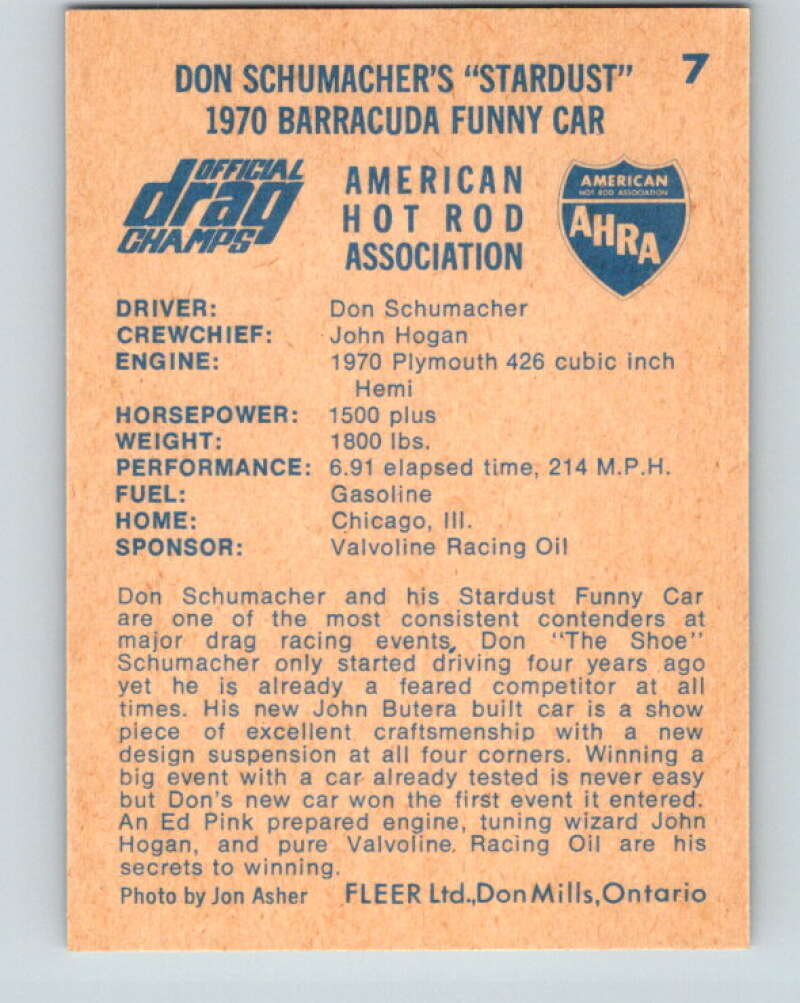 DON SCHUMACHER'S "STARDUST" 7
1970 BARRACUDA FUNNY CAR
OFFICIAL
drag
CHAMPS
AMERICAN
HOT ROD
ASSOCIATION
AMERICAN
HOT ROD ASSOCIATION
AHRA
DRIVER: Don Schumacher
CREWCHIEF: John Hogan
ENGINE: 1970 Plymouth 426 cubic inch
Hemi
HORSEPOWER: 1500 plus
WEIGHT: 1800 lbs.
PERFORMANCE: 6.91 elapsed time, 214 M.P.H.
FUEL: Gasoline
HOME: Chicago, Ill.
SPONSOR: Valvoline Racing Oil
Don Schumacher and his Stardust Funny Car
are one of the most consistent contenders at
major drag racing events, Don "The Shoe"
Schumacher only started driving four years ago
yet he is already a feared competitor at all
times. His new John Butera built car is a show
piece of excellent craftsmenship with a new
design suspension at all four corners. Winning a
big event with a car already tested is never easy
but Don's new car won the first event it entered.
An Ed Pink prepared engine, tuning wizard John
Hogan, and pure Valvoline Racing Oil are his
secrets to winning.
Photo by Jon Asher FLEER Ltd., Don Mills, Ontario